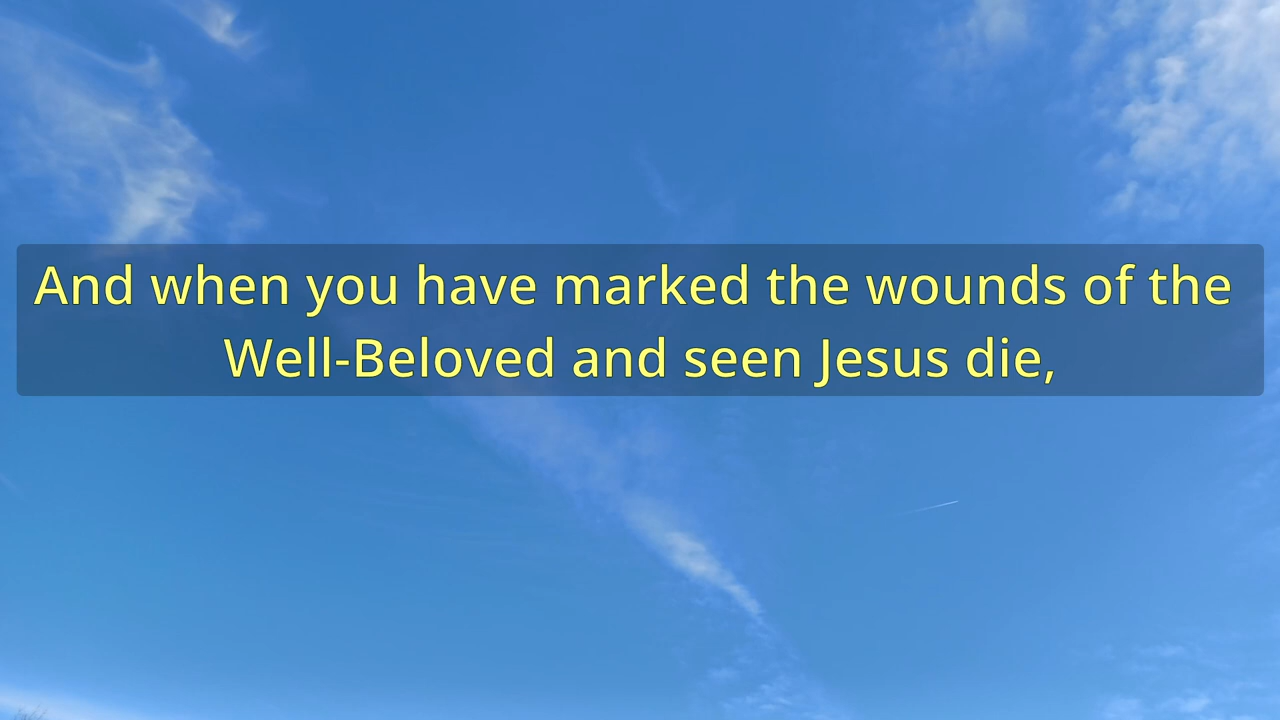 And when you have marked the wounds of the
Well-Beloved and seen Jesus die,